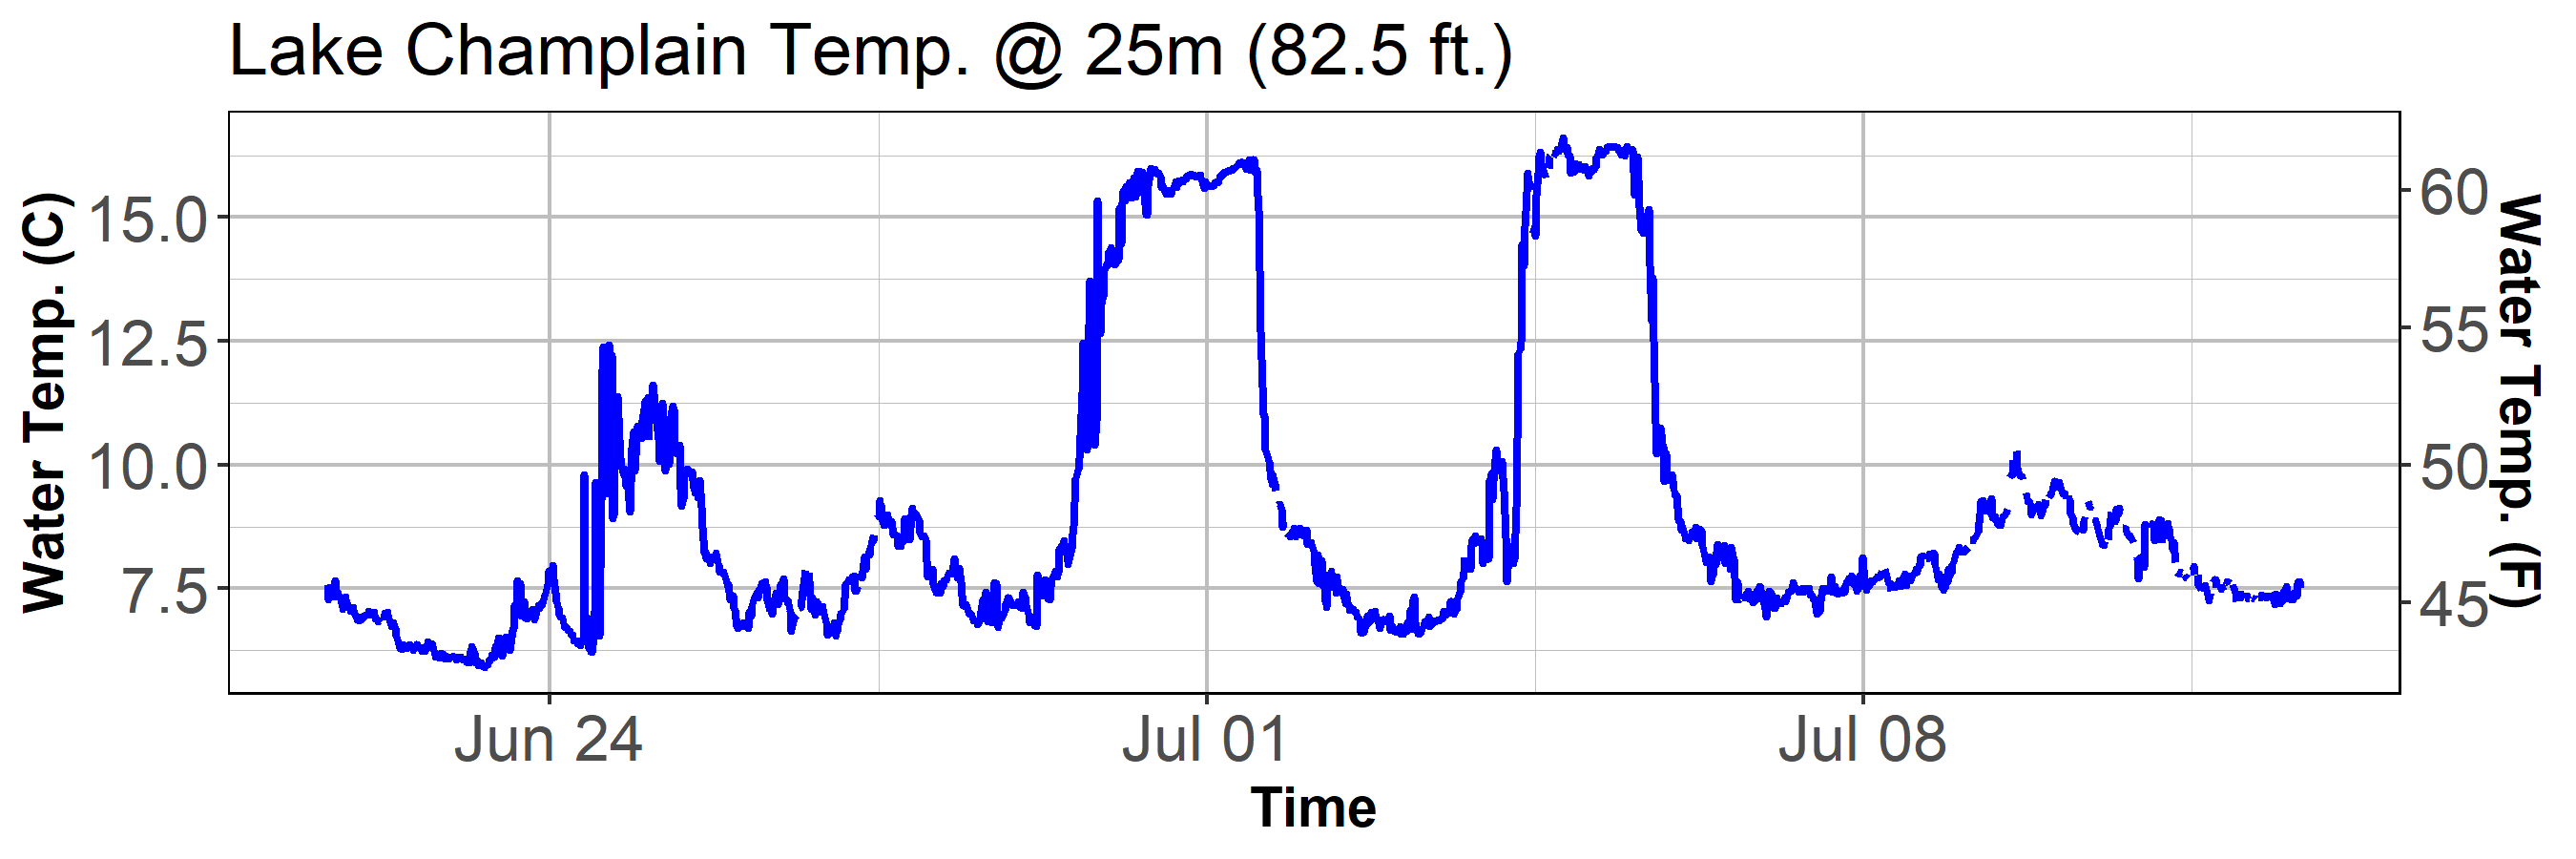 Lake Champlain Temp. @ 25m (82.5 ft.)
Water Temp. (C)
15.0
12.5
10.0
7.5
60
55
50
45
Water Temp. (F)
Jun 24
Jul 01
Jul 08
Time